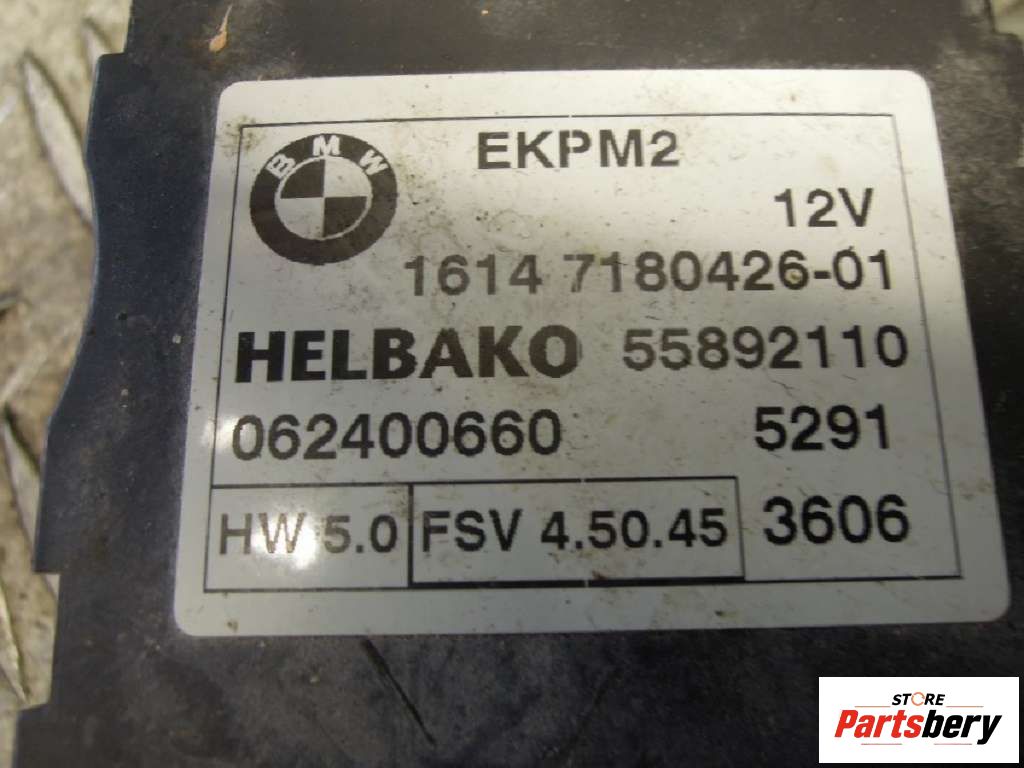 BMW
EKPM2
12V
1614 7180426-01
HELBAKO 55892110
062400660 5291
HW 5.0 FSV 4.50.45 3606
STORE
Partsbery